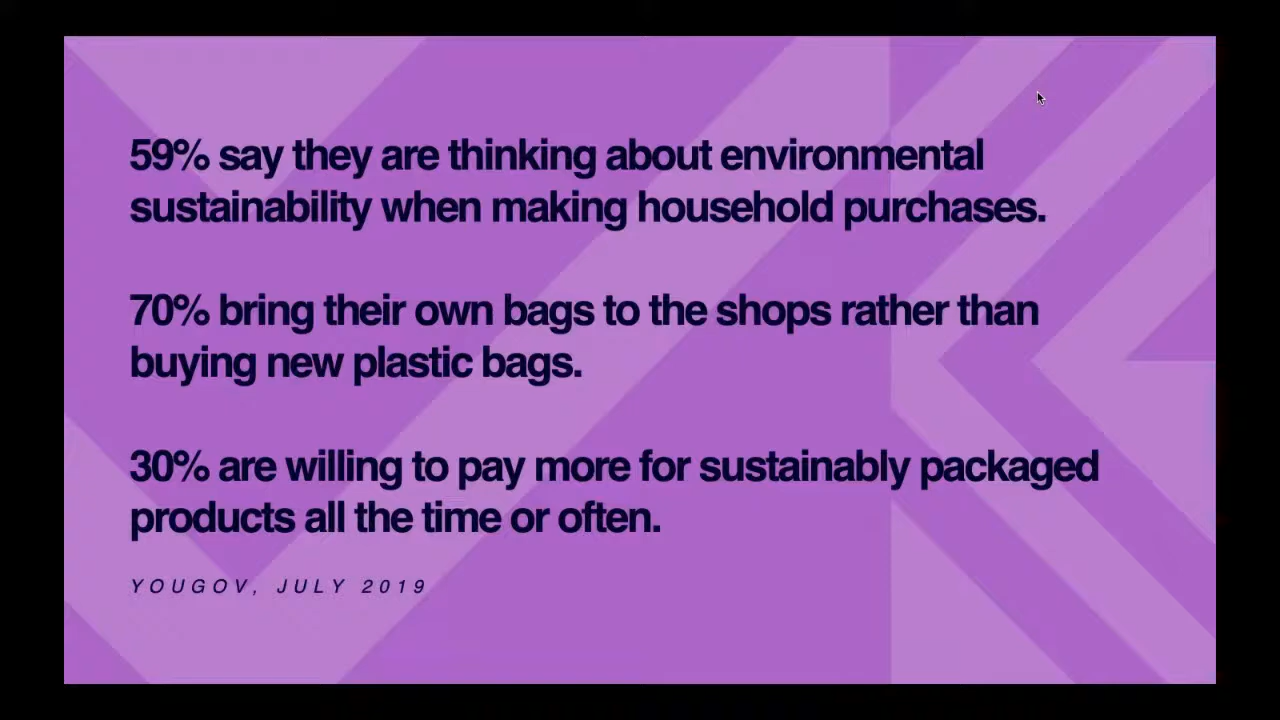 59% say they are thinking about environmental
sustainability when making household purchases.
70% bring their own bags to the shops rather than
buying new plastic bags.
30% are willing to pay more for sustainably packaged
products all the time or often.
YOUGOV, JULY 2019